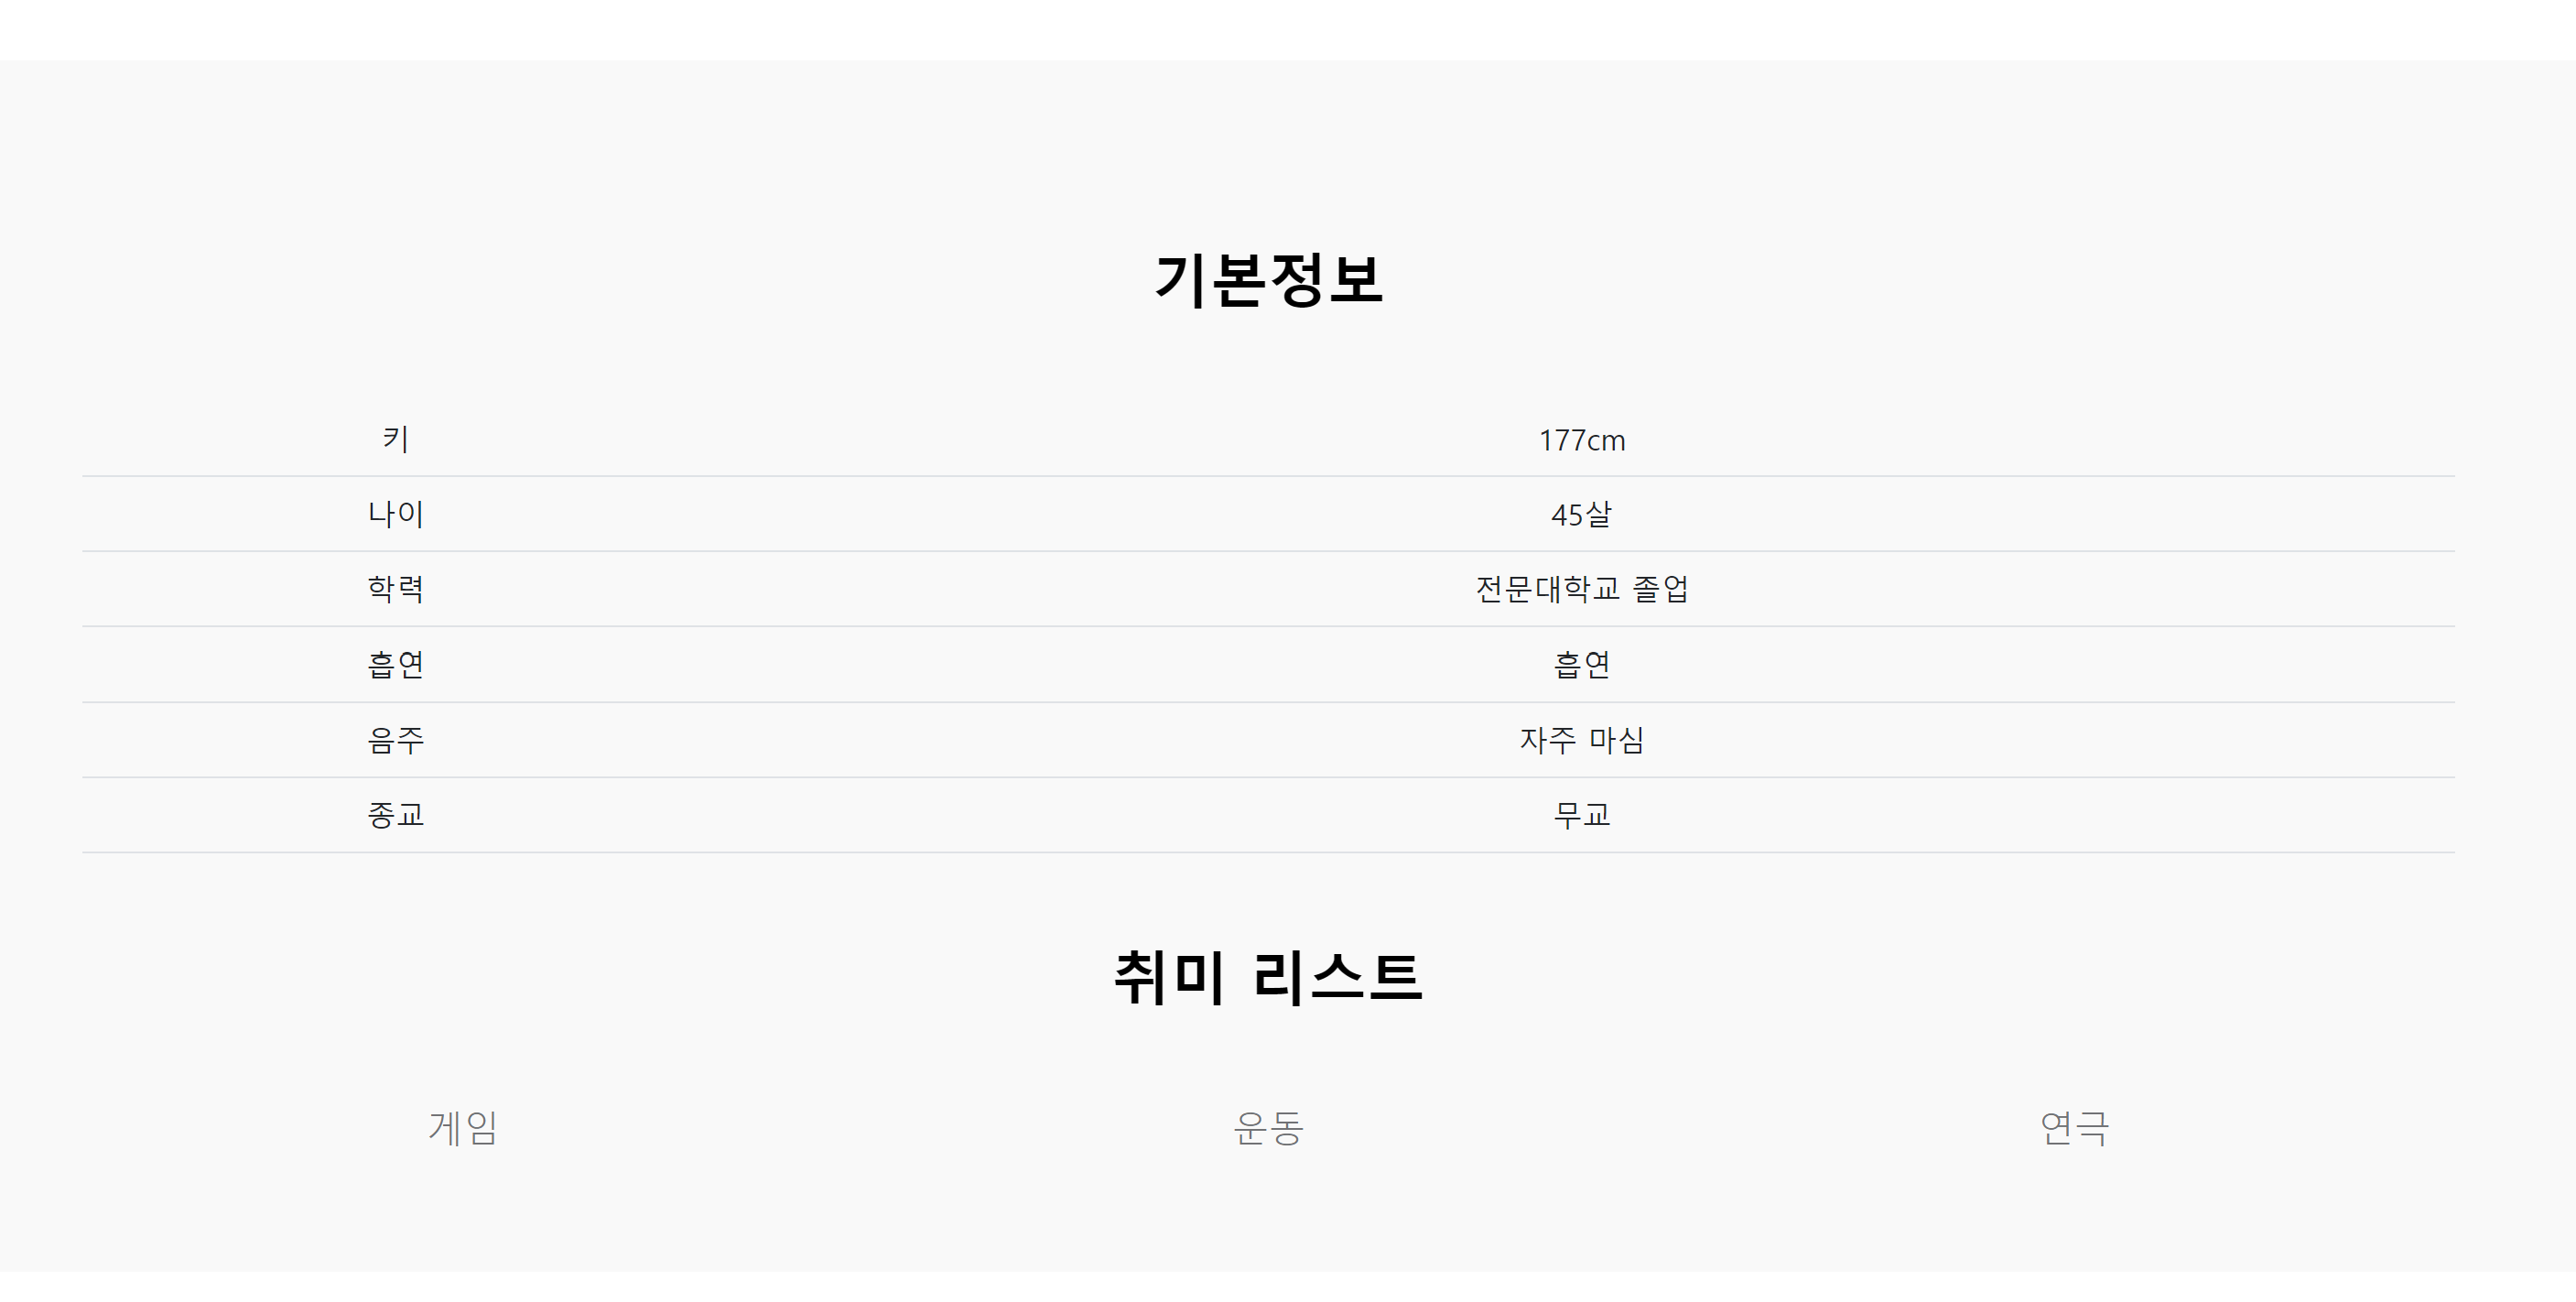 기본정보
키 177cm
나이 45살
학력 전문대학교 졸업
흡연 흡연
음주 자주 마심
종교 무교
취미 리스트
게임 운동 연극